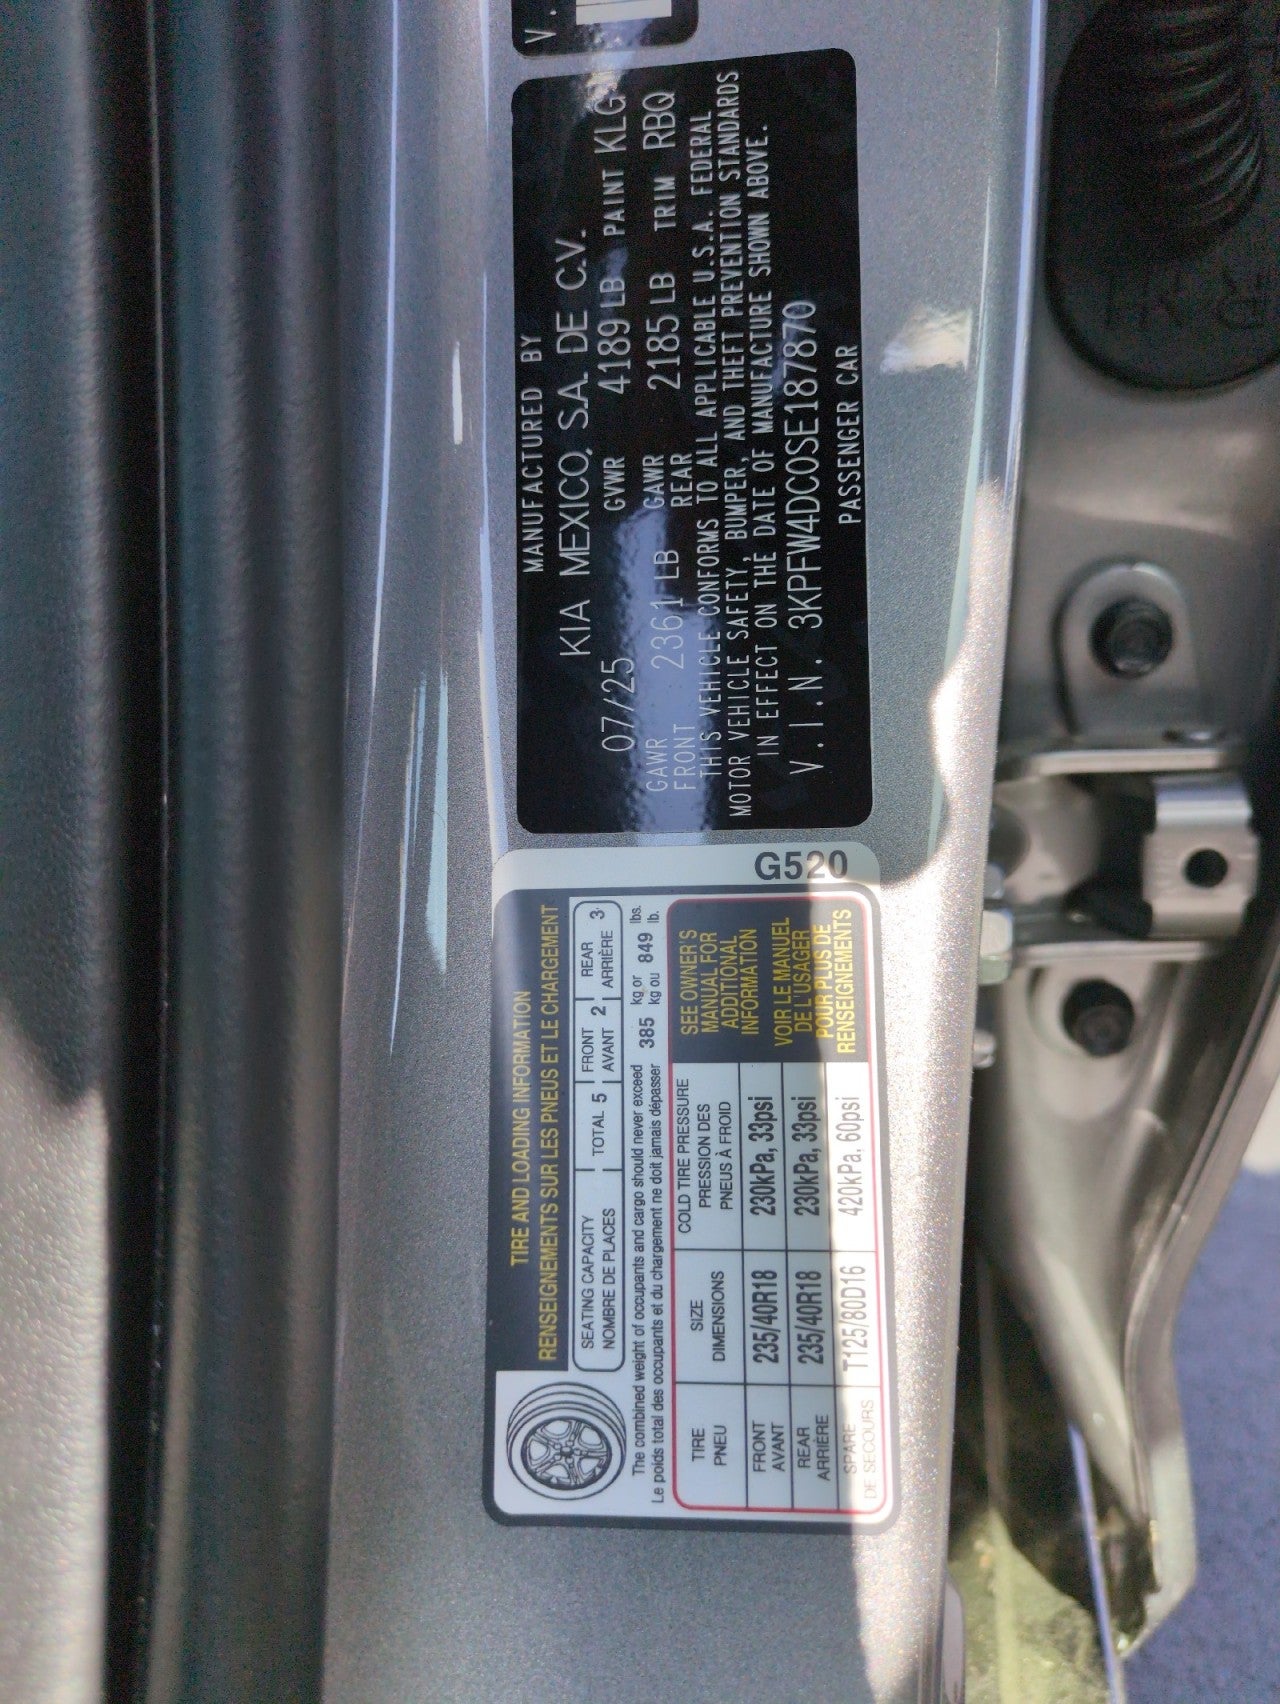 V.
MANUFACTURED BY
KIA MEXICO, S.A. DE C.V.
07/25 GVWR 4189 LB PAINT KLG
GAWR FRONT 2361 LB GAWR REAR 2185 LB TRIM RBQ
THIS VEHICLE CONFORMS TO ALL APPLICABLE U.S.A. FEDERAL
MOTOR VEHICLE SAFETY, BUMPER, AND THEFT PREVENTION STANDARDS
IN EFFECT ON THE DATE OF MANUFACTURE SHOWN ABOVE.
V.I.N. 3KPFW4DC0SE187870
PASSENGER CAR
G520
TIRE AND LOADING INFORMATION
RENSEIGNEMENTS SUR LES PNEUS ET LE CHARGEMENT
SEATING CAPACITY TOTAL 5 FRONT 2 REAR 3
NOMBRE DE PLACES AVANT ARRIÈRE
The combined weight of occupants and cargo should never exceed 385 kg or 849 lbs.
Le poids total des occupants et du chargement ne doit jamais dépasser kg ou lb.
TIRE SIZE COLD TIRE PRESSURE
PNEU DIMENSIONS PRESSION DES
PNEUS À FROID
FRONT
AVANT 235/40R18 230kPa, 33psi
REAR
ARRIÈRE 235/40R18 230kPa, 33psi
SPARE
DE SECOURS T125/80D16 420kPa, 60psi
SEE OWNER'S
MANUAL FOR
ADDITIONAL
INFORMATION
VOIR LE MANUEL
DE L'USAGER
POUR PLUS DE
RENSEIGNEMENTS